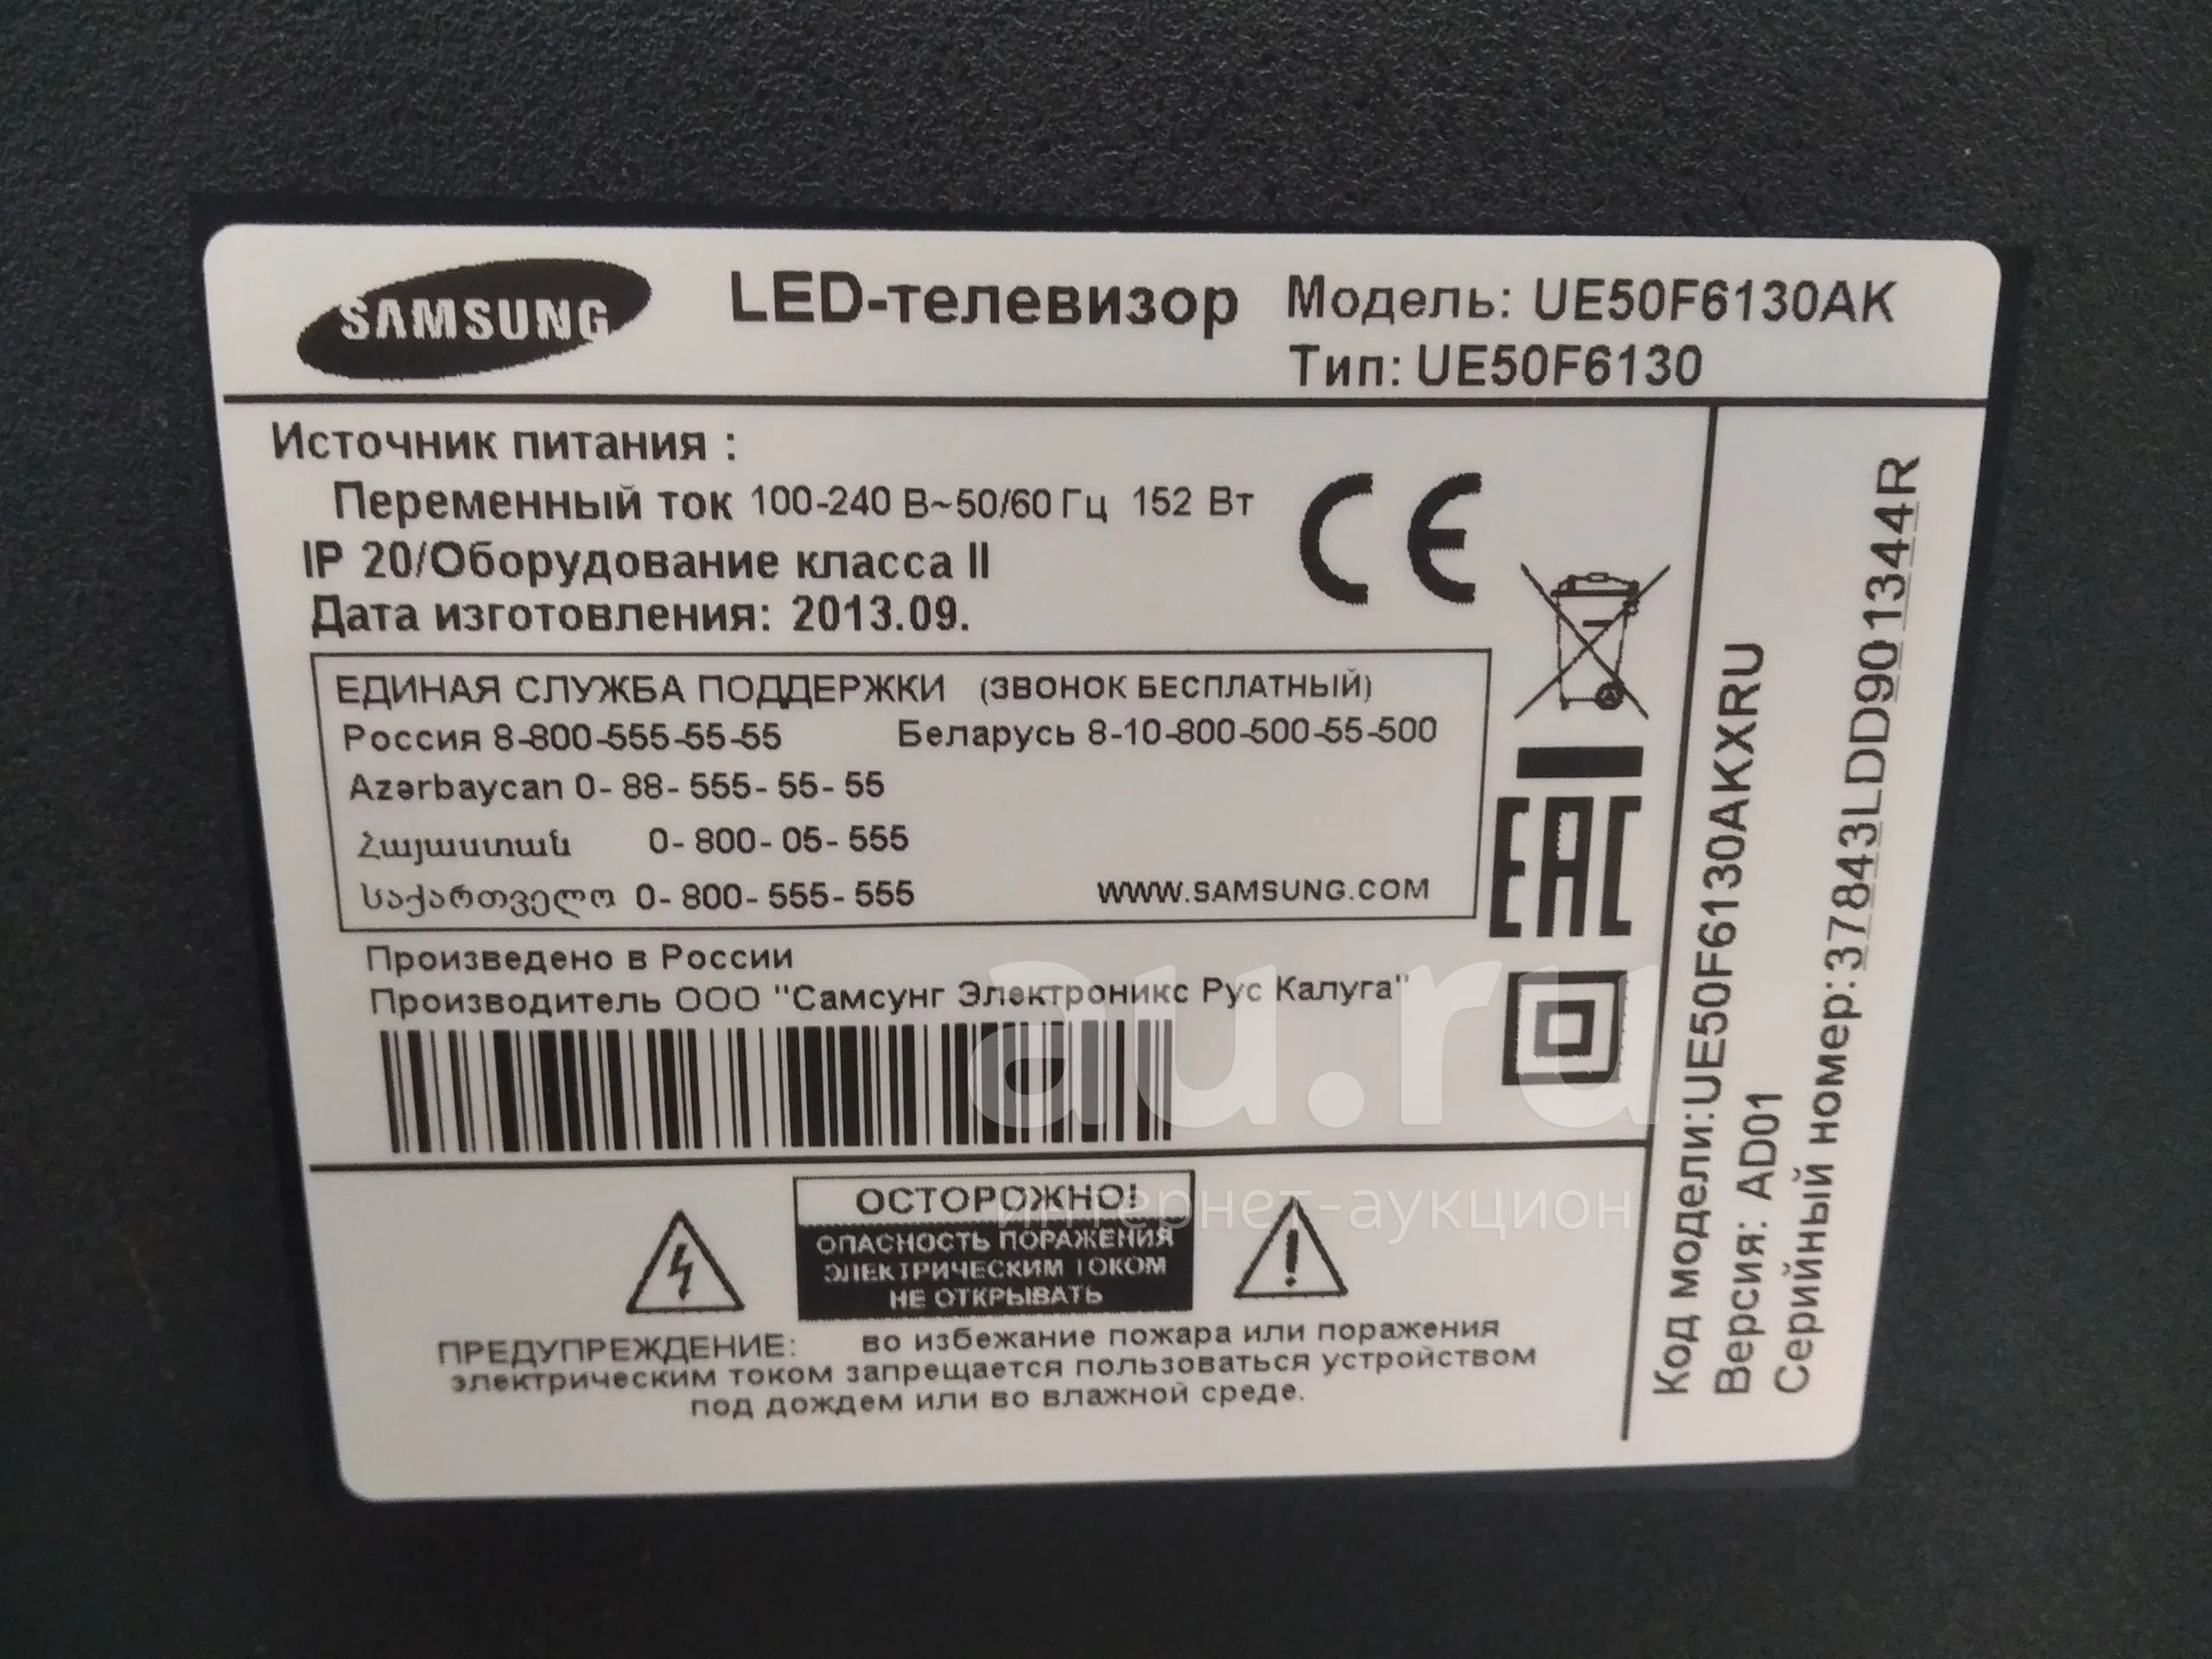 SAMSUNG
LED-телевизор
Модель: UE50F6130AK
Тип: UE50F6130
Источник питания :
Переменный ток 100-240 В~50/60 Гц 152 Вт
IP 20/Оборудование класса II
Дата изготовления: 2013.09.
CE
ЕДИНАЯ СЛУЖБА ПОДДЕРЖКИ (ЗВОНОК БЕСПЛАТНЫЙ)
Россия 8-800-555-55-55 Беларусь 8-10-800-500-55-500
Azərbaycan 0- 88- 555- 55- 55
Հայաստան 0- 800- 05- 555
საქართველო 0- 800- 555- 555
WWW.SAMSUNG.COM
EAC
Произведено в России
Производитель ООО "Самсунг Электроникс Рус Калуга"
au.ru
интернет-аукцион
ОСТОРОЖНО!
ОПАСНОСТЬ ПОРАЖЕНИЯ
ЭЛЕКТРИЧЕСКИМ ТОКОМ
НЕ ОТКРЫВАТЬ
ПРЕДУПРЕЖДЕНИЕ: во избежание пожара или поражения
электрическим током запрещается пользоваться устройством
под дождем или во влажной среде.
Код модели:UE50F6130AKXRU
Версия: AD01
Серийный номер:37843LDD901344R